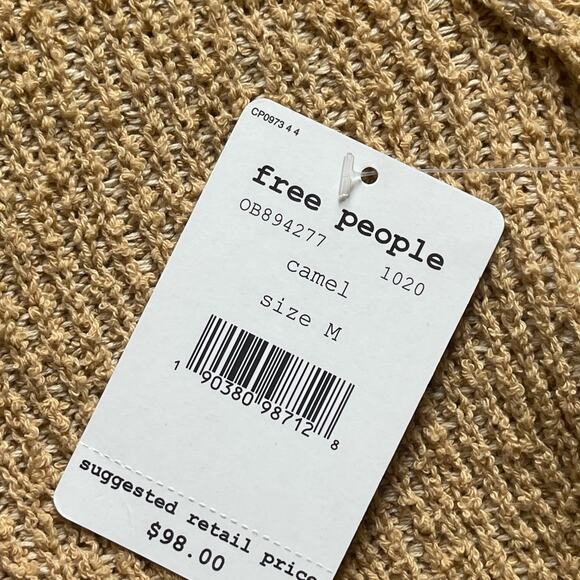 CP0973 4 4
free people
OB894277 1020
camel
size M
1 90380 98712 8
suggested retail price
$98.00